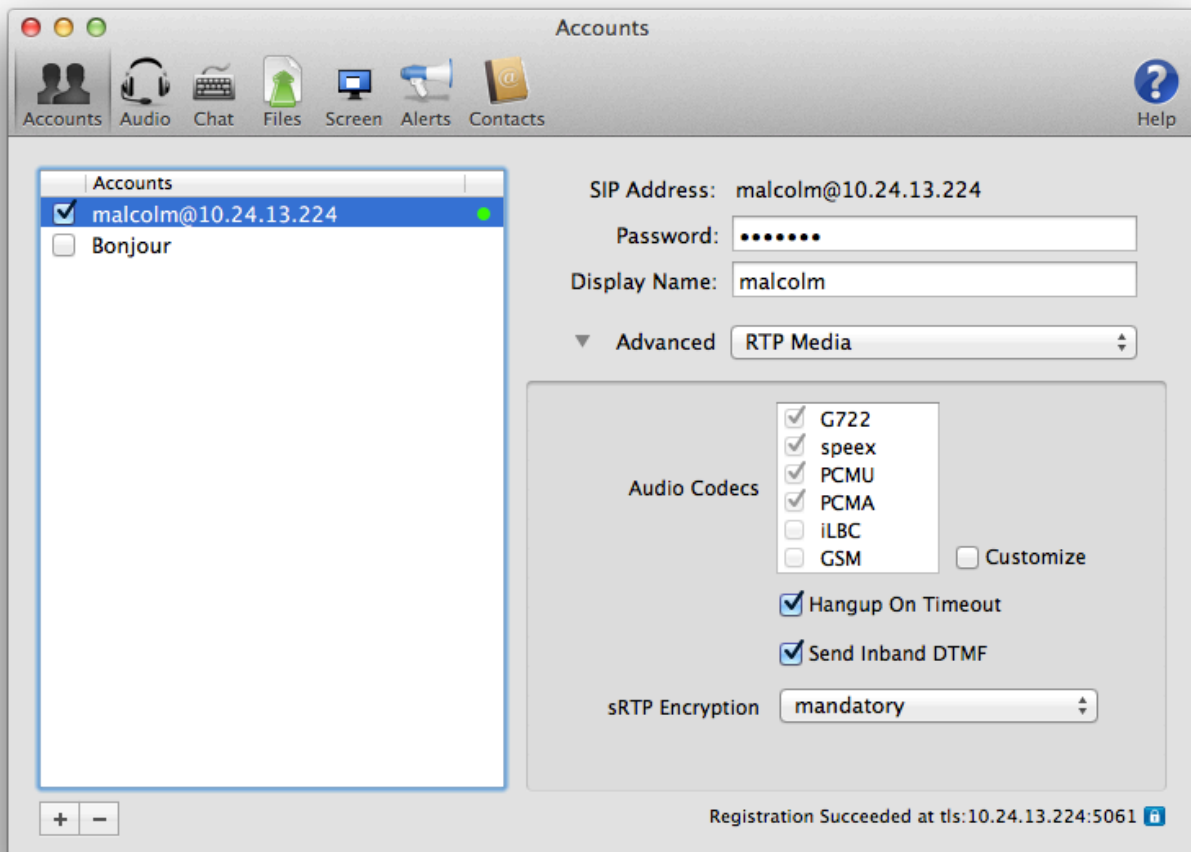 Accounts
Accounts Audio Chat Files Screen Alerts Contacts Help
Accounts
malcolm@10.24.13.224
Bonjour
SIP Address: malcolm@10.24.13.224
Password: •••••••
Display Name: malcolm
Advanced RTP Media
Audio Codecs
G722
speex
PCMU
PCMA
iLBC
GSM
Customize
Hangup On Timeout
Send Inband DTMF
sRTP Encryption mandatory
Registration Succeeded at tls:10.24.13.224:5061